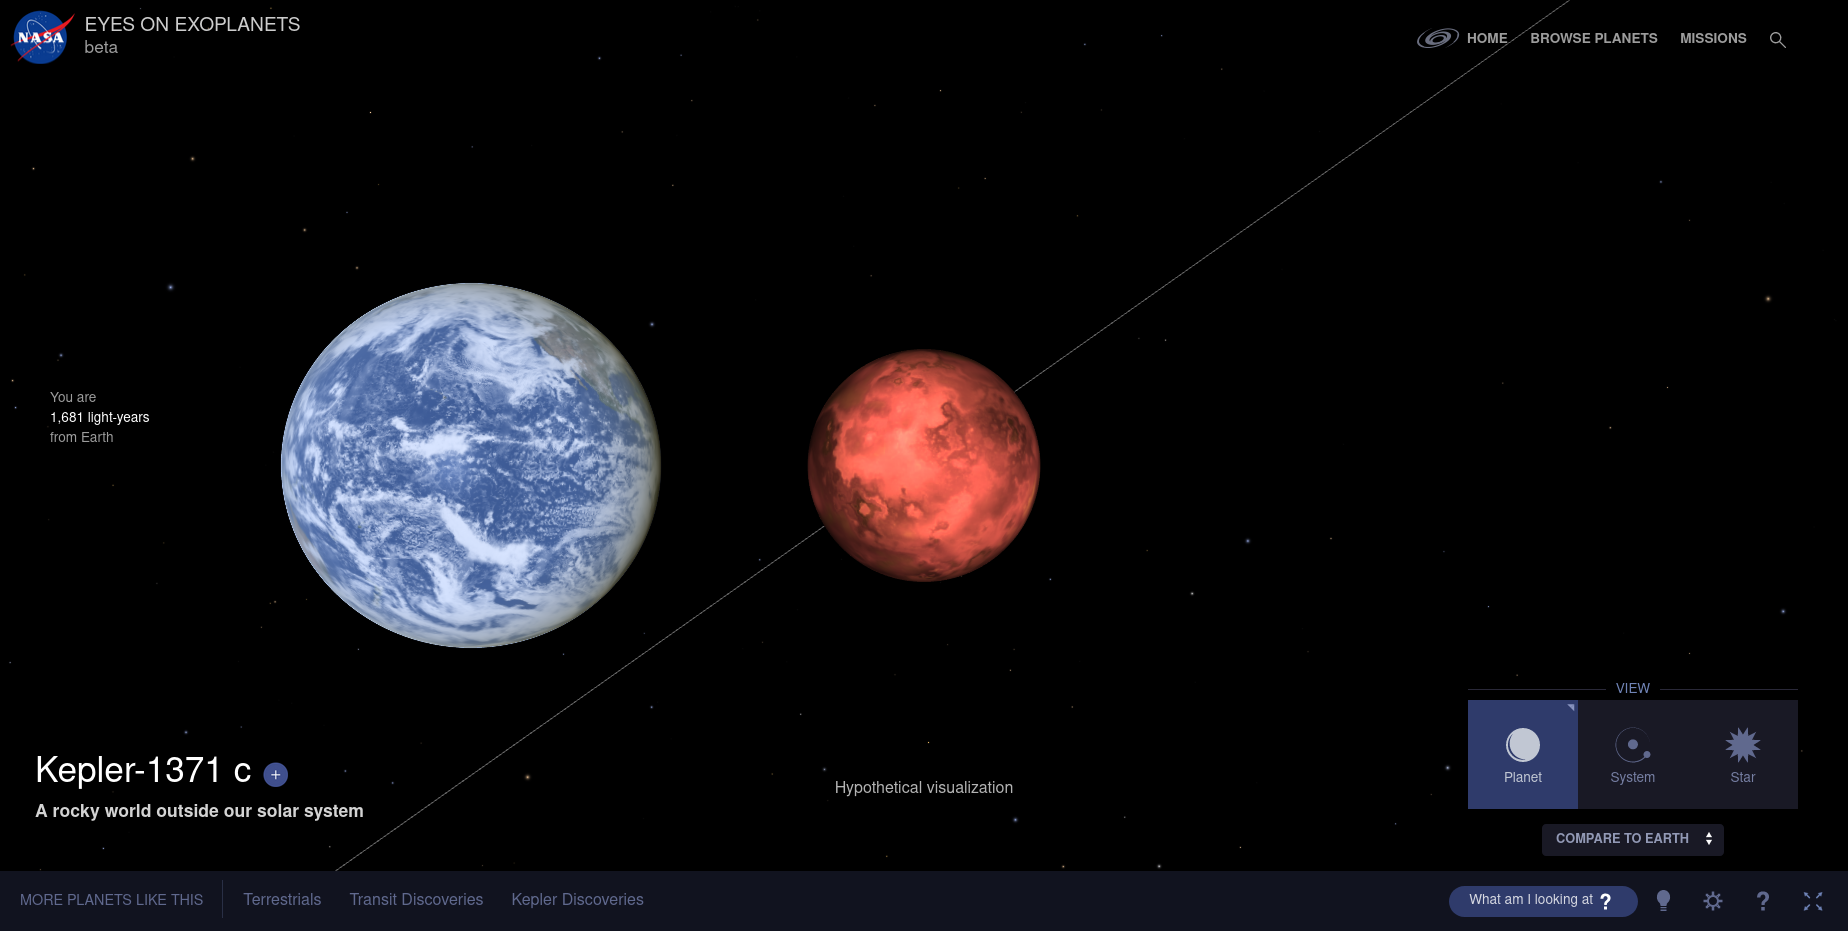 NASA
EYES ON EXOPLANETS
beta
HOME
BROWSE PLANETS
MISSIONS
You are
1,681 light-years
from Earth
Kepler-1371 c +
A rocky world outside our solar system
Hypothetical visualization
VIEW
Planet
System
Star
COMPARE TO EARTH
MORE PLANETS LIKE THIS
Terrestrials
Transit Discoveries
Kepler Discoveries
What am I looking at ?
?